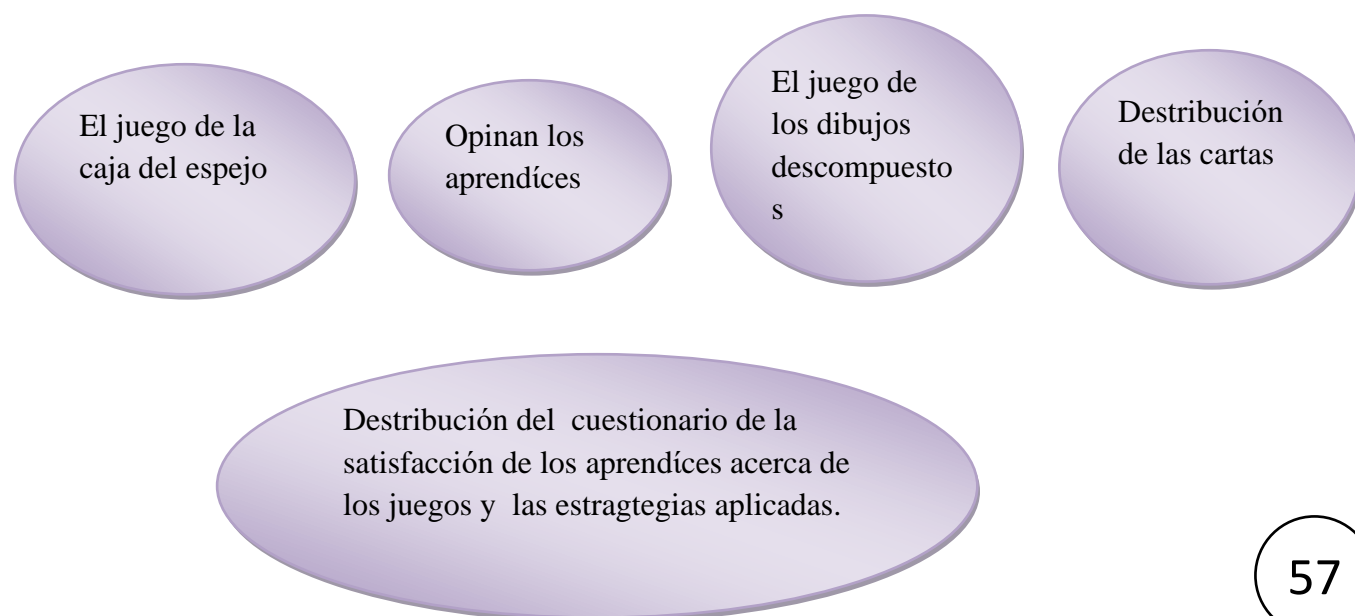 El juego de la
caja del espejo
Opinan los
aprendíces
El juego de
los dibujos
descompuesto
s
Destribución
de las cartas
Destribución del  cuestionario de la
satisfacción de los aprendíces acerca de
los juegos y  las estragtegias aplicadas.
57